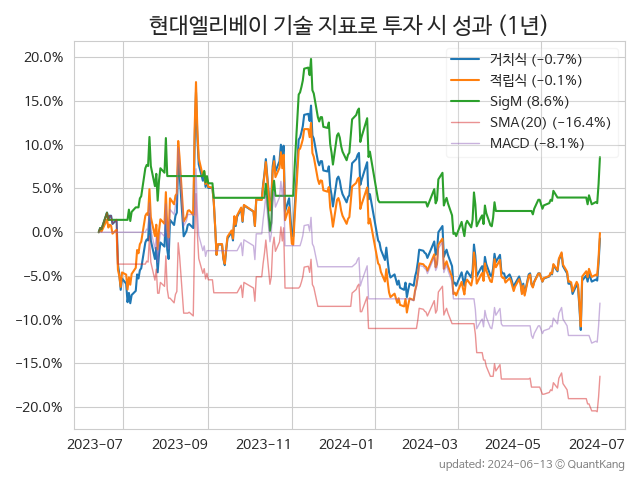 현대엘리베이 기술 지표로 투자 시 성과 (1년)
20.0%
15.0%
10.0%
5.0%
0.0%
−5.0%
−10.0%
−15.0%
−20.0%
거치식 (−0.7%)
적립식 (−0.1%)
SigM (8.6%)
SMA(20) (−16.4%)
MACD (−8.1%)
2023-07 2023-09 2023-11 2024-01 2024-03 2024-05 2024-07
updated: 2024-06-13 ⓒ QuantKang